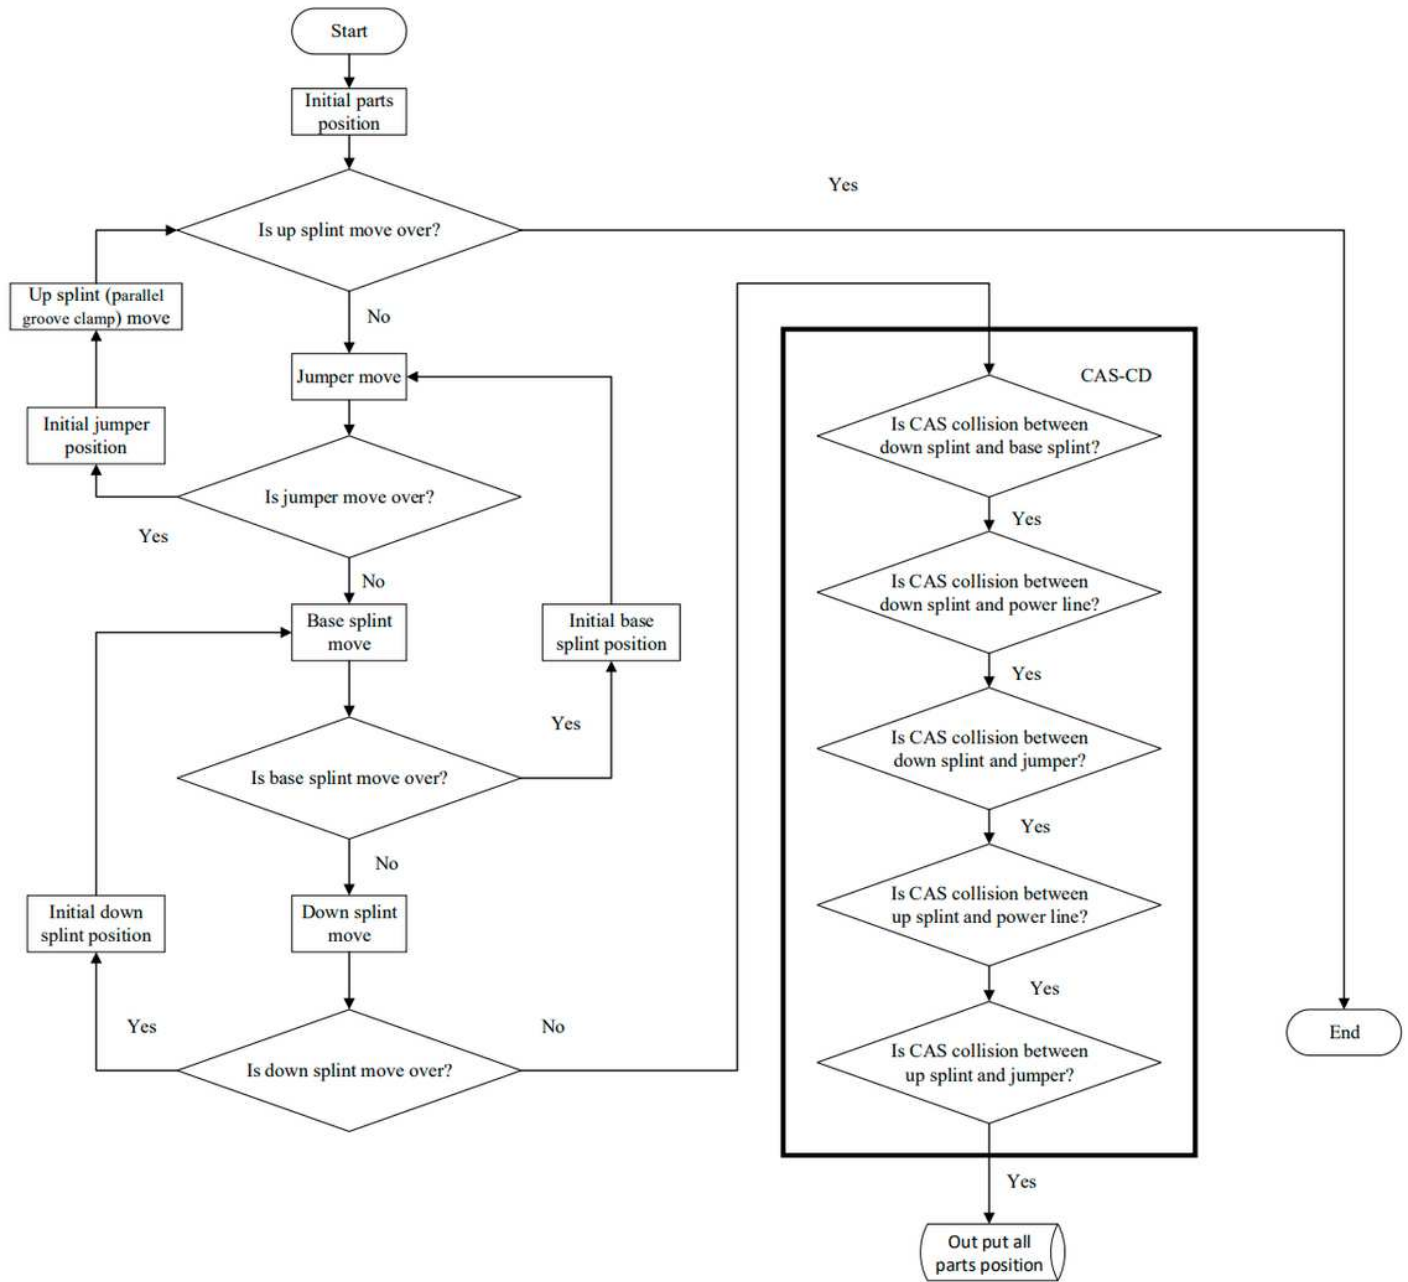 Start
Initial parts
position
Yes
Is up splint move over?
Up splint (parallel
groove clamp) move
No
Jumper move
CAS-CD
Initial jumper
position
Is CAS collision between
down splint and base splint?
Is jumper move over?
Yes
Yes
No
Is CAS collision between
down splint and power line?
Base splint
move
Initial base
splint position
Yes
Yes
Is CAS collision between
down splint and jumper?
Is base splint move over?
Yes
No
Is CAS collision between
up splint and power line?
Initial down
splint position
Down splint
move
Yes
Yes
No
End
Is CAS collision between
up splint and jumper?
Is down splint move over?
Yes
Out put all
parts position